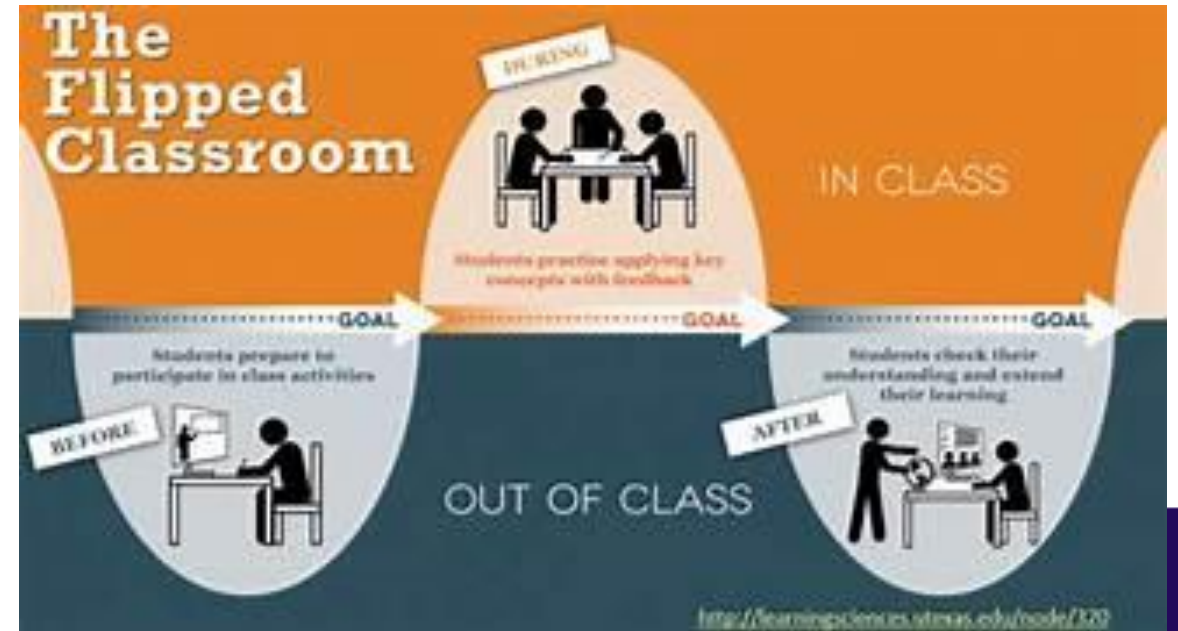 The
Flipped
Classroom
DURING
IN CLASS
Students practice applying key
concepts with feedback
GOAL
GOAL
GOAL
Students prepare to
participate in class activities
BEFORE
OUT OF CLASS
Students check their
understanding and extend
their learning
AFTER
http://learningsciences.utexas.edu/node/320